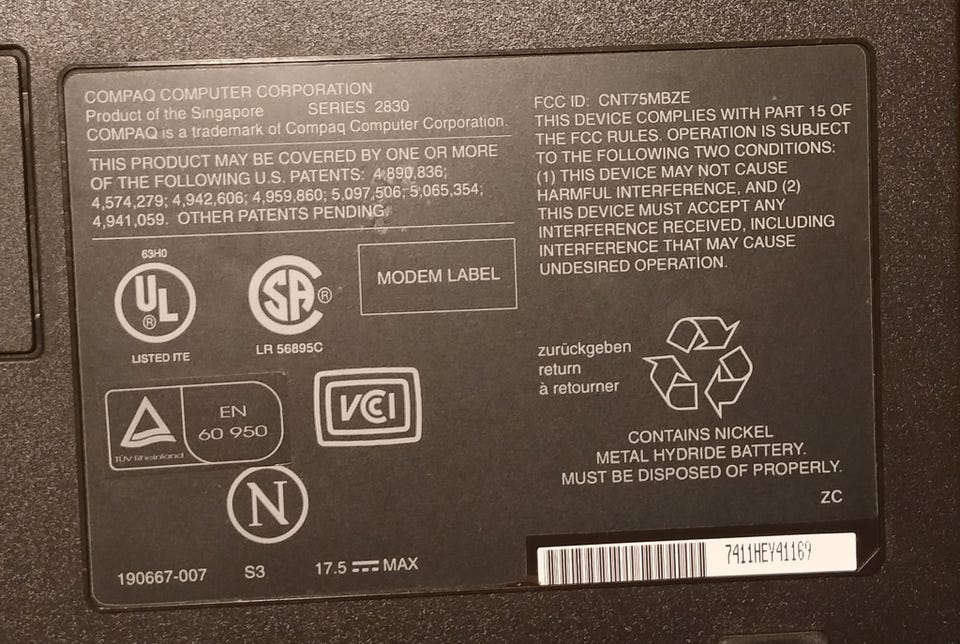 COMPAQ COMPUTER CORPORATION
Product of the Singapore SERIES 2830
COMPAQ is a trademark of Compaq Computer Corporation.
THIS PRODUCT MAY BE COVERED BY ONE OR MORE
OF THE FOLLOWING U.S. PATENTS: 4,890,836;
4,574,279; 4,942,606; 4,959,860; 5,097,506; 5,065,354;
4,941,059. OTHER PATENTS PENDING.
63H0
UL ®
LISTED ITE
SA ®
LR 56895C
MODEM LABEL
TÜV Rheinland
EN
60 950
VCCI
N
190667-007 S3 17.5 MAX
FCC ID: CNT75MBZE
THIS DEVICE COMPLIES WITH PART 15 OF
THE FCC RULES. OPERATION IS SUBJECT
TO THE FOLLOWING TWO CONDITIONS:
(1) THIS DEVICE MAY NOT CAUSE
HARMFUL INTERFERENCE, AND (2)
THIS DEVICE MUST ACCEPT ANY
INTERFERENCE RECEIVED, INCLUDING
INTERFERENCE THAT MAY CAUSE
UNDESIRED OPERATION.
zurückgeben
return
à retourner
CONTAINS NICKEL
METAL HYDRIDE BATTERY.
MUST BE DISPOSED OF PROPERLY.
ZC
7411HEY41169